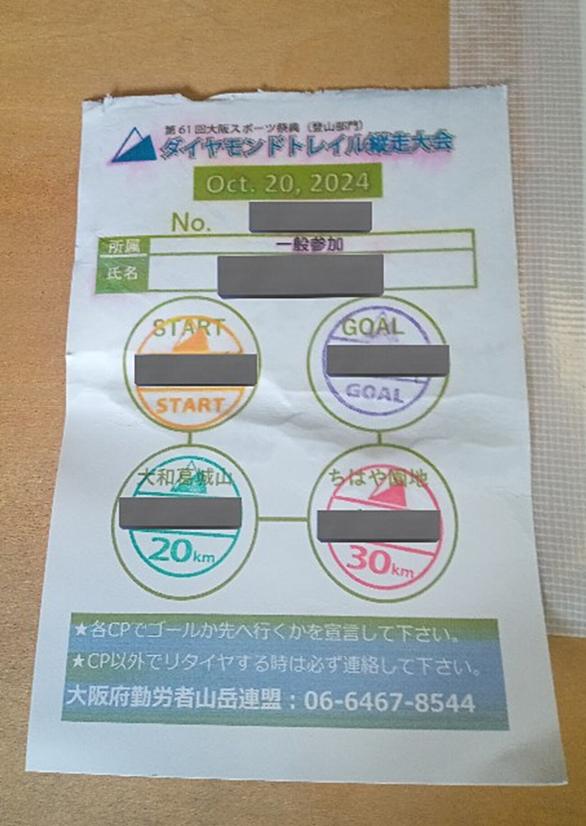 第61回大阪スポーツ祭典（登山部門）
ダイヤモンドトレイル縦走大会
Oct. 20, 2024
No.
所属 一般参加
氏名
START GOAL
START GOAL
大和葛城山 ちはや園地
20km 30km
★各CPでゴールか先へ行くかを宣言して下さい。
★CP以外でリタイヤする時は必ず連絡して下さい。
大阪府勤労者山岳連盟：06-6467-8544